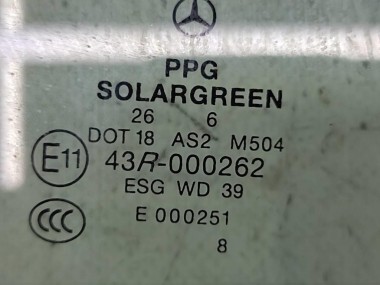 PPG
SOLARGREEN
26 6
DOT 18 AS2 M504
E11 43R-000262
ESG WD 39
CCC E 000251
8